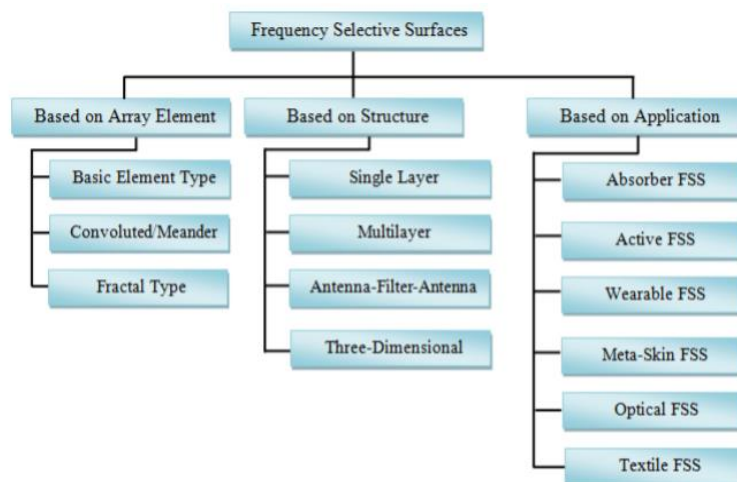 Frequency Selective Surfaces
Based on Array Element
Basic Element Type
Convoluted/Meander
Fractal Type
Based on Structure
Single Layer
Multilayer
Antenna-Filter-Antenna
Three-Dimensional
Based on Application
Absorber FSS
Active FSS
Wearable FSS
Meta-Skin FSS
Optical FSS
Textile FSS